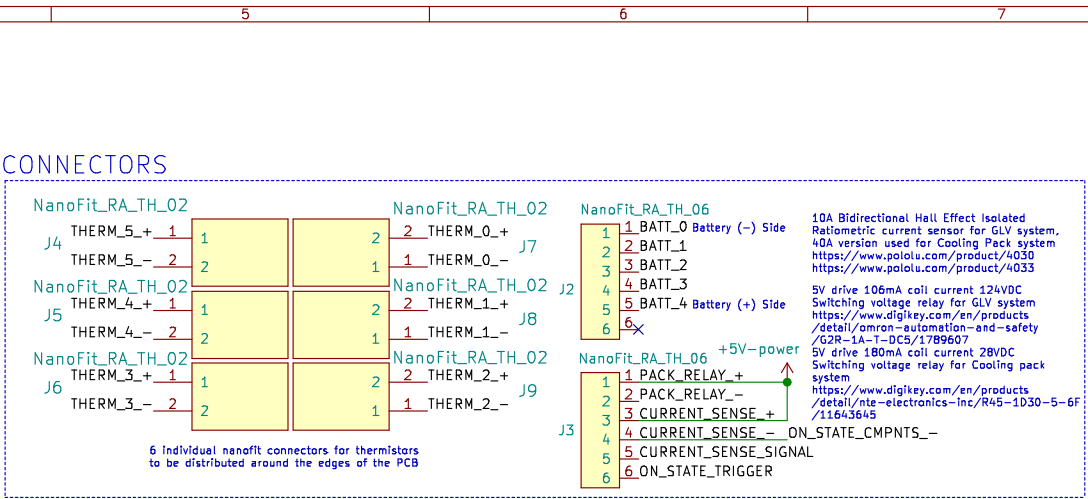 5 6 7
CONNECTORS
NanoFit_RA_TH_02
J4
THERM_5_+ 1 1
THERM_5_- 2 2
NanoFit_RA_TH_02
J5
THERM_4_+ 1 1
THERM_4_- 2 2
NanoFit_RA_TH_02
J6
THERM_3_+ 1 1
THERM_3_- 2 2
NanoFit_RA_TH_02
2 2 THERM_0_+
J7
1 1 THERM_0_-
NanoFit_RA_TH_02
2 2 THERM_1_+
J8
1 1 THERM_1_-
NanoFit_RA_TH_02
2 2 THERM_2_+
J9
1 1 THERM_2_-
6 individual nanofit connectors for thermistors
to be distributed around the edges of the PCB
NanoFit_RA_TH_06
1 1 BATT_0 Battery (-) Side
2 2 BATT_1
3 3 BATT_2
J2
4 4 BATT_3
5 5 BATT_4 Battery (+) Side
6 6
NanoFit_RA_TH_06
+5V-power
1 1 PACK_RELAY_+
2 2 PACK_RELAY_-
3 3 CURRENT_SENSE_+
J3
4 4 CURRENT_SENSE_- ON_STATE_CMPNTS_-
5 5 CURRENT_SENSE_SIGNAL
6 6 ON_STATE_TRIGGER
10A Bidirectional Hall Effect Isolated
Ratiometric current sensor for GLV system,
40A version used for Cooling Pack system
https://www.pololu.com/product/4030
https://www.pololu.com/product/4033
5V drive 106mA coil current 124VDC
Switching voltage relay for GLV system
https://www.digikey.com/en/products
/detail/omron-automation-and-safety
/G2R-1A-T-DC5/1789607
5V drive 180mA coil current 28VDC
Switching voltage relay for Cooling pack
system
https://www.digikey.com/en/products
/detail/nte-electronics-inc/R45-1D30-5-6F
/11643645